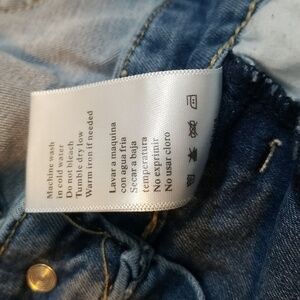 Machine wash
in cold water
Do not bleach
Tumble dry low
Warm iron if needed
Lavar a maquina
con agua fria
Secar a baja
temperatura
No exprimir
No usar cloro